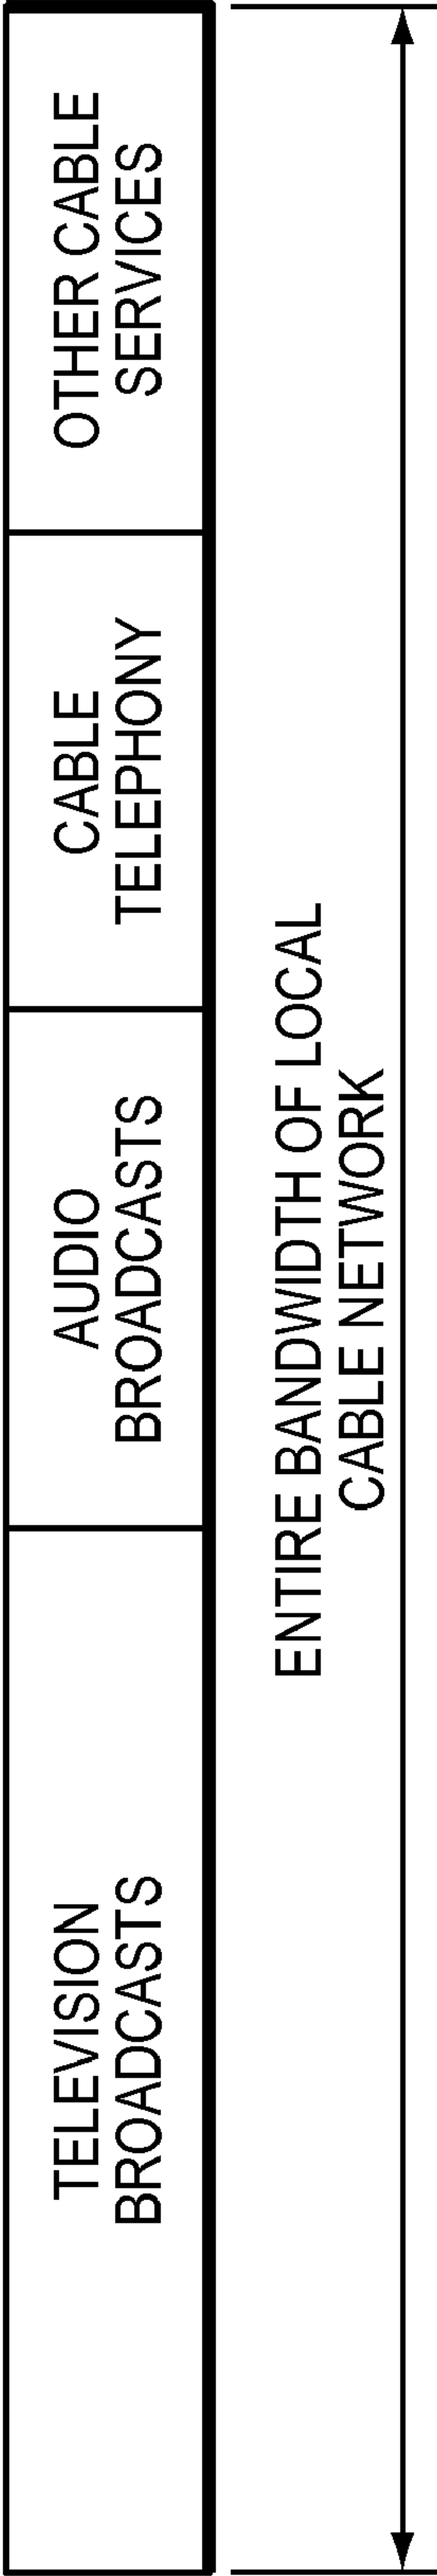 TELEVISION
BROADCASTS
AUDIO
BROADCASTS
CABLE
TELEPHONY
OTHER CABLE
SERVICES
ENTIRE BANDWIDTH OF LOCAL
CABLE NETWORK